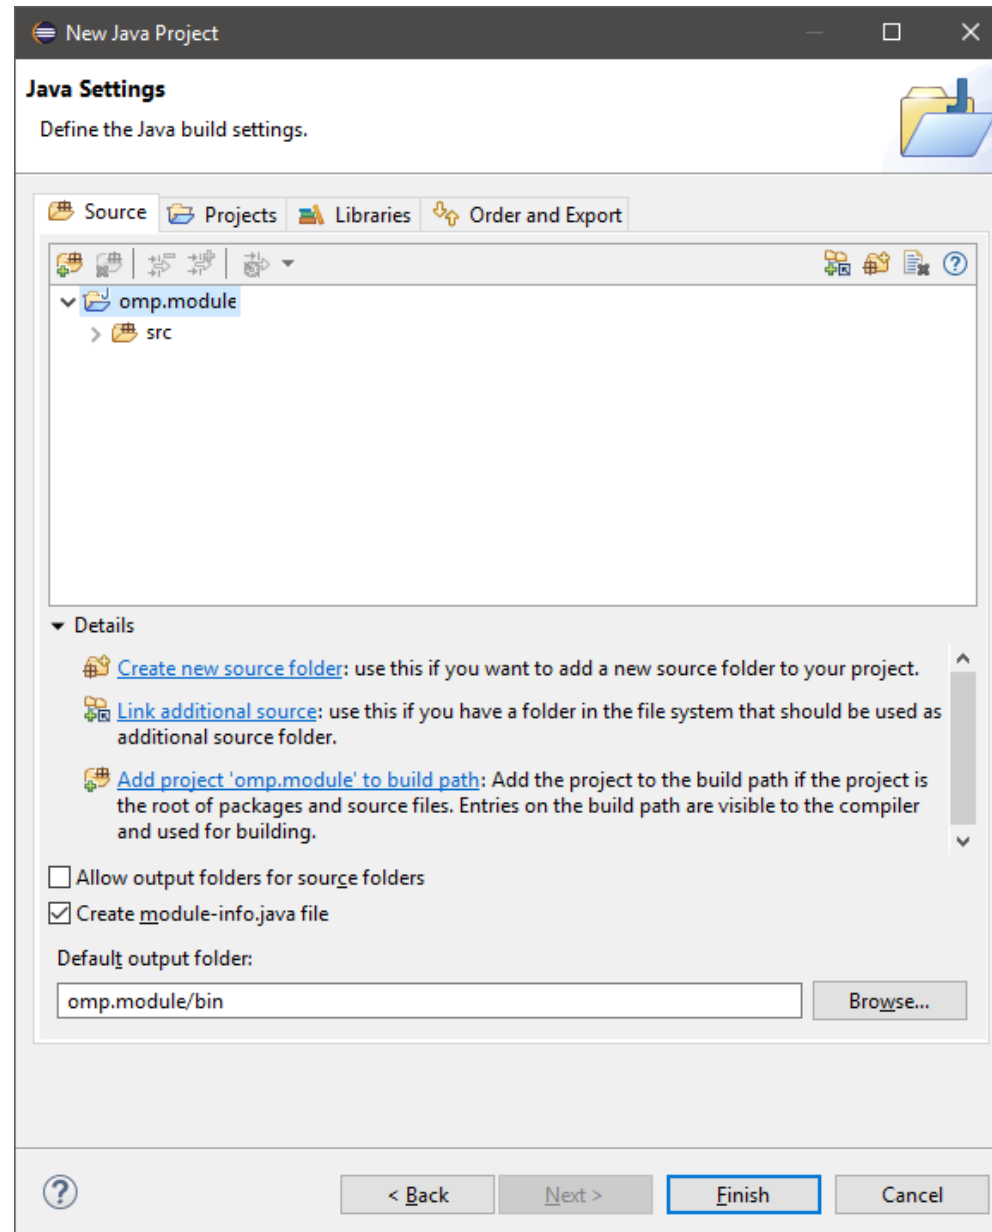 New Java Project
Java Settings
Define the Java build settings.
Source Projects Libraries Order and Export
omp.module
src
Details
Create new source folder: use this if you want to add a new source folder to your project.
Link additional source: use this if you have a folder in the file system that should be used as
additional source folder.
Add project 'omp.module' to build path: Add the project to the build path if the project is
the root of packages and source files. Entries on the build path are visible to the compiler
and used for building.
Allow output folders for source folders
Create module-info.java file
Default output folder:
omp.module/bin Browse...
< Back Next > Finish Cancel